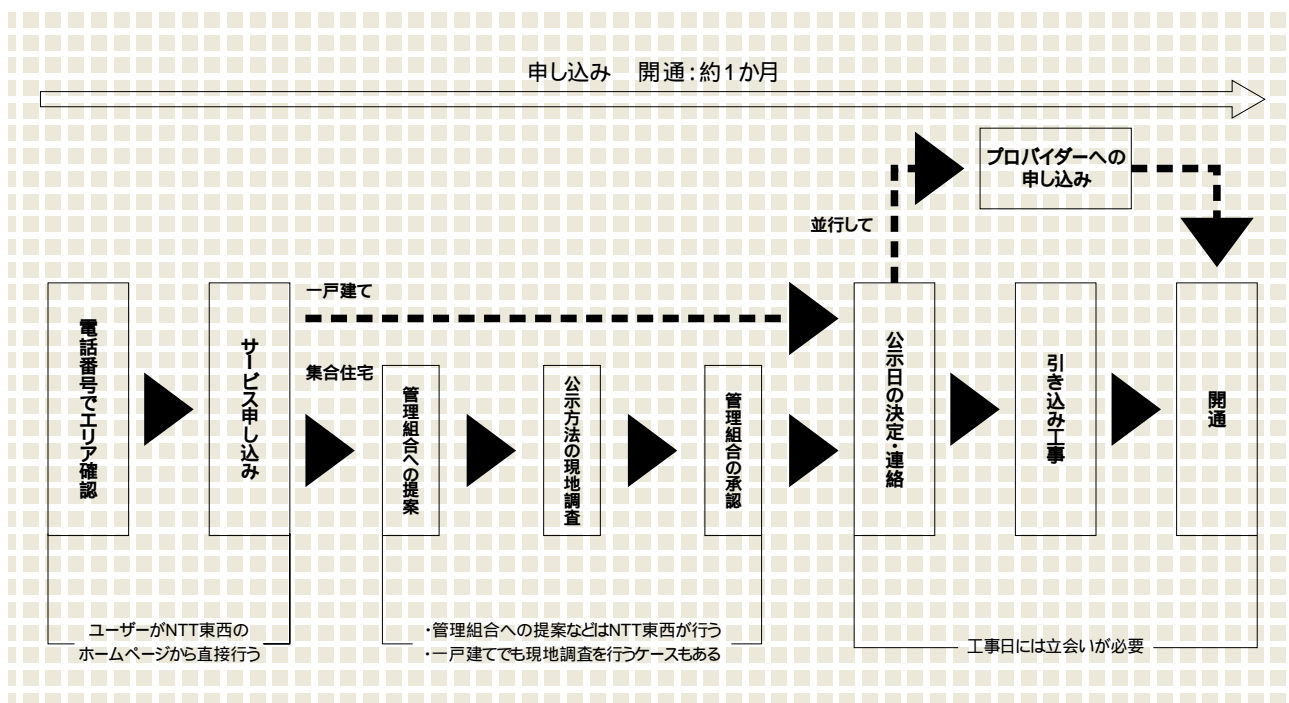 申し込み　開通：約1か月
プロバイダーへの
申し込み
並行して
一戸建て
集合住宅
電話番号でエリア確認
サービス申し込み
管理組合への提案
公示方法の現地調査
管理組合の承認
公示日の決定・連絡
引き込み工事
開通
ユーザーがNTT東西の
ホームページから直接行う
・管理組合への提案などはNTT東西が行う
・一戸建てでも現地調査を行うケースもある
工事日には立会いが必要